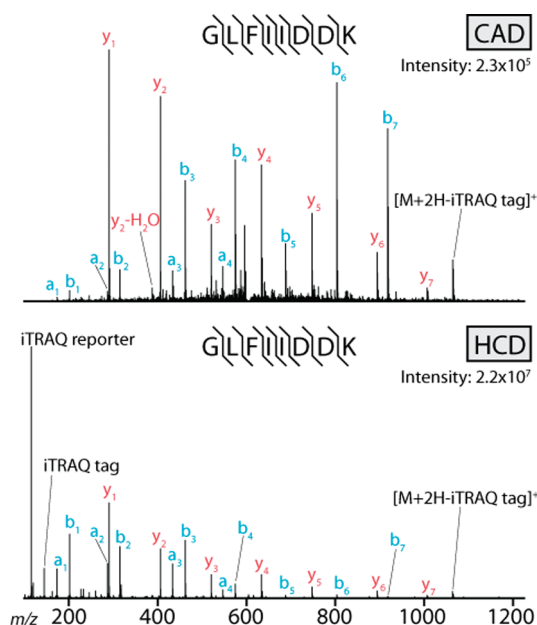 GLFIIDDK
CAD
Intensity: 2.3x10⁵
y₁
y₂
b₆
b₇
b₃
b₄
y₄
y₃
y₅
[M+2H-iTRAQ tag]⁺
y₂-H₂O
a₂
b₂
a₃
a₄
b₅
y₆
y₇
a₁
b₁
GLFIIDDK
HCD
iTRAQ reporter
Intensity: 2.2x10⁷
iTRAQ tag
y₁
[M+2H-iTRAQ tag]⁺
b₁
a₂
b₂
y₂
b₃
b₄
a₃
y₃
y₄
b₇
a₁
a₄
b₅
y₅
b₆
y₆
y₇
m/z 200 400 600 800 1000 1200